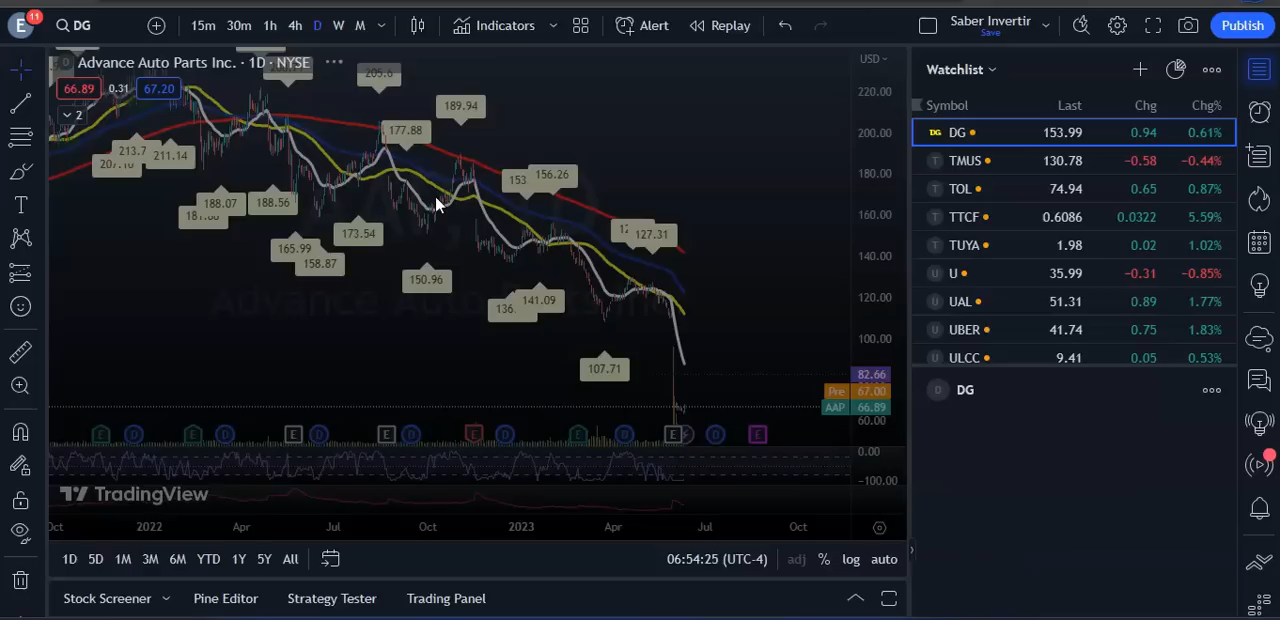 E 11 DG 15m 30m 1h 4h D W M Indicators Alert Replay Saber Invertir Save Publish
D Advance Auto Parts Inc. · 1D · NYSE ··· USD
66.89 0.31 67.20
2
205.6
189.94
177.88
213.7
211.14
207.10
188.07
188.56
153
156.26
173.54
165.99
158.87
127.31
150.96
136.
141.09
107.71
220.00
200.00
180.00
160.00
140.00
120.00
100.00
82.66
Pre 67.00
AAP 66.89
60.00
E D E D E D E D E D E D E D E
0.00
−100.00
TradingView
Oct 2022 Apr Jul Oct 2023 Apr Jul Oct
1D 5D 1M 3M 6M YTD 1Y 5Y All 06:54:25 (UTC-4) adj % log auto
Stock Screener Pine Editor Strategy Tester Trading Panel
Watchlist
Symbol Last Chg Chg%
DG DG 153.99 0.94 0.61%
T TMUS 130.78 −0.58 −0.44%
T TOL 74.94 0.65 0.87%
T TTCF 0.6086 0.0322 5.59%
T TUYA 1.98 0.02 1.02%
U U 35.99 −0.31 −0.85%
U UAL 51.31 0.89 1.77%
U UBER 41.74 0.75 1.83%
U ULCC 9.41 0.05 0.53%
D DG